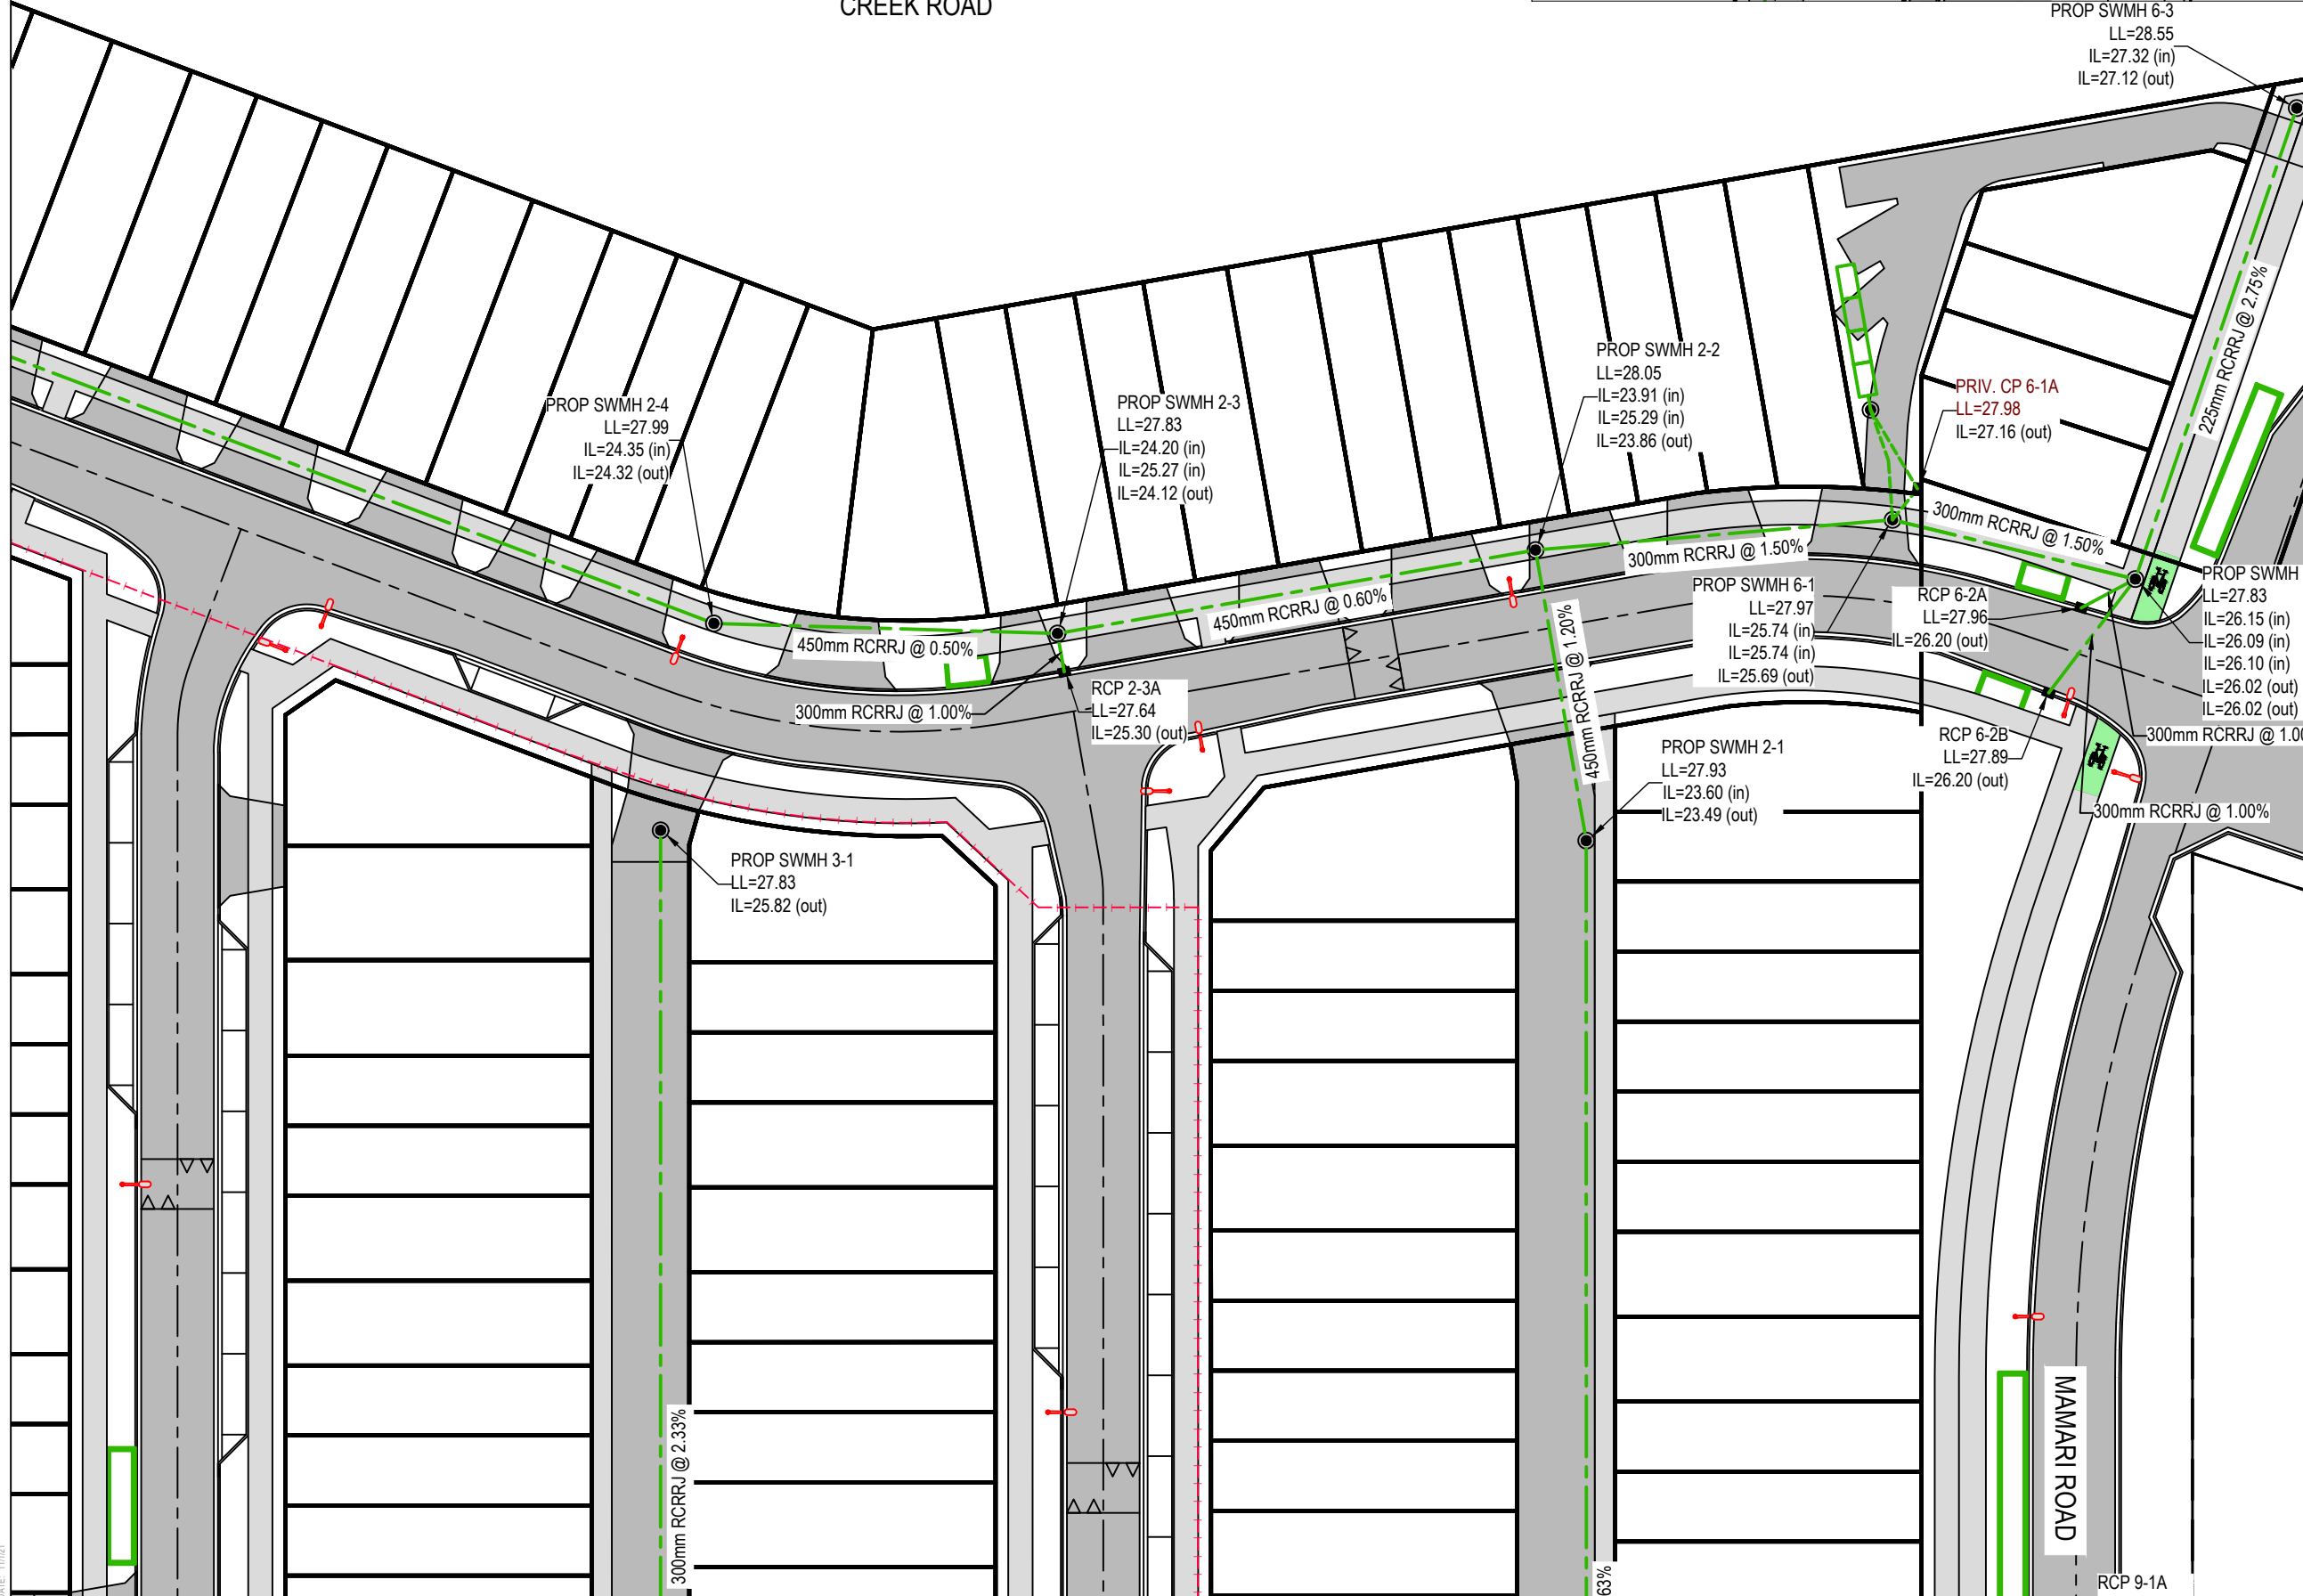 CREEK ROAD
PROP SWMH 6-3
LL=28.55
IL=27.32 (in)
IL=27.12 (out)
225mm RCRRJ @ 2.75%
PROP SWMH 2-2
LL=28.05
IL=23.91 (in)
IL=25.29 (in)
IL=23.86 (out)
PRIV. CP 6-1A
LL=27.98
IL=27.16 (out)
PROP SWMH 2-4
LL=27.99
IL=24.35 (in)
IL=24.32 (out)
PROP SWMH 2-3
LL=27.83
IL=24.20 (in)
IL=25.27 (in)
IL=24.12 (out)
300mm RCRRJ @ 1.50%
300mm RCRRJ @ 1.50%
PROP SWMH
LL=27.83
IL=26.15 (in)
IL=26.09 (in)
IL=26.10 (in)
IL=26.02 (out)
IL=26.02 (out)
PROP SWMH 6-1
LL=27.97
IL=25.74 (in)
IL=25.74 (in)
IL=25.69 (out)
RCP 6-2A
LL=27.96
IL=26.20 (out)
450mm RCRRJ @ 0.60%
450mm RCRRJ @ 0.50%
450mm RCRRJ @ 1.20%
RCP 2-3A
LL=27.64
IL=25.30 (out)
300mm RCRRJ @ 1.00%
RCP 6-2B
LL=27.89
IL=26.20 (out)
300mm RCRRJ @ 1.00
PROP SWMH 2-1
LL=27.93
IL=23.60 (in)
IL=23.49 (out)
300mm RCRRJ @ 1.00%
PROP SWMH 3-1
LL=27.83
IL=25.82 (out)
300mm RCRRJ @ 2.33%
MAMARI ROAD
63%
RCP 9-1A